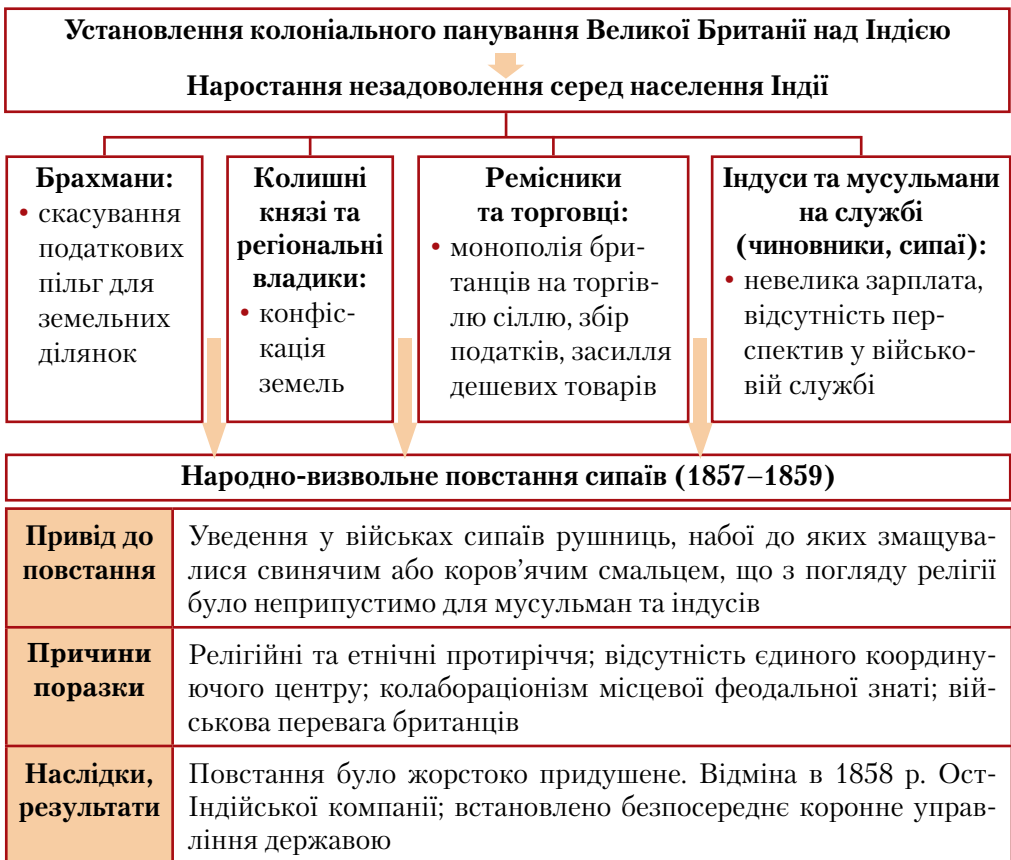 Установлення колоніального панування Великої Британії над Індією
Наростання незадоволення серед населення Індії
Брахмани:
• скасування
податкових
пільг для
земельних
ділянок
Колишні
князі та
регіональні
владики:
• конфіс-
кація
земель
Ремісники
та торговці:
• монополія бри-
танців на торгів-
лю сіллю, збір
податків, засилля
дешевих товарів
Індуси та мусульмани
на службі
(чиновники, сипаї):
• невелика зарплата,
відсутність пер-
спектив у військо-
вій службі
Народно-визвольне повстання сипаїв (1857–1859)
Привід до
повстання
Уведення у військах сипаїв рушниць, набої до яких змащува-
лися свинячим або коров’ячим смальцем, що з погляду релігії
було неприпустимо для мусульман та індусів
Причини
поразки
Релігійні та етнічні протиріччя; відсутність єдиного коорdину-
ючого центру; колабораціонізм місцевої феодальної знаті; вій-
ськова перевага британців
Наслідки,
результати
Повстання було жорстоко придушене. Відміна в 1858 р. Ост-
Індійської компанії; встановлено безпосереднє коронне управ-
ління державою